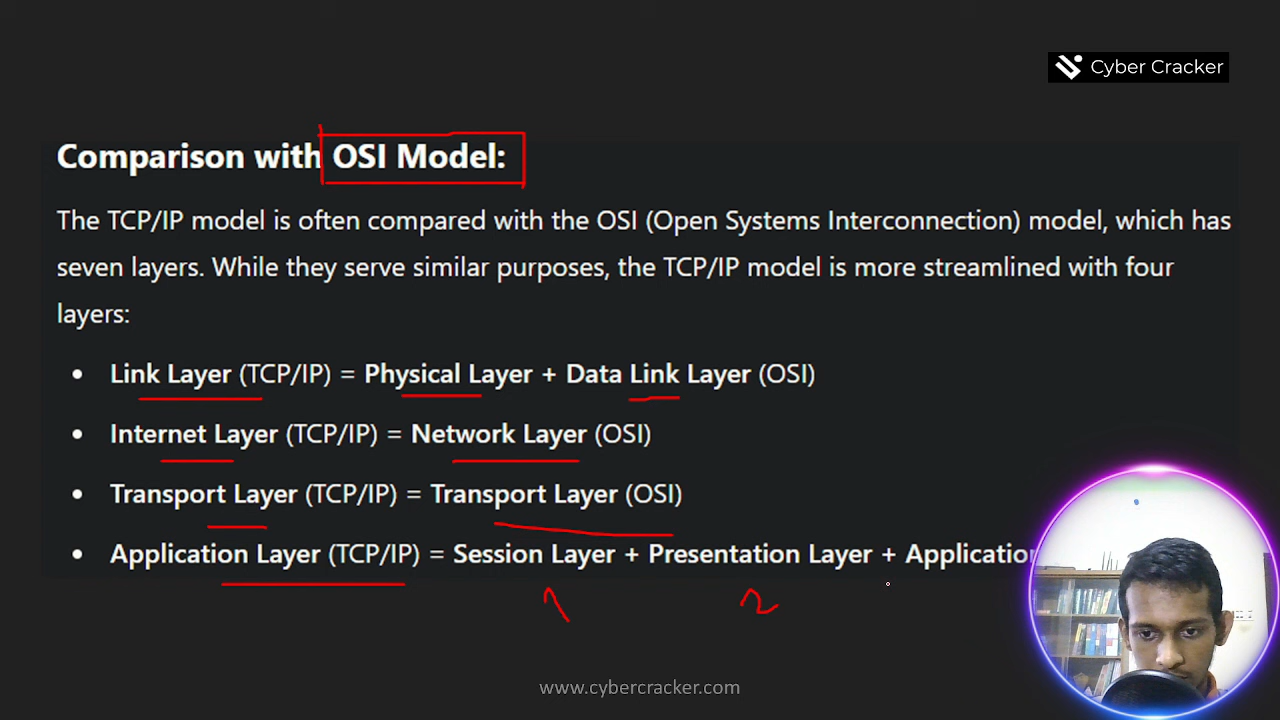 Cyber Cracker
Comparison with OSI Model:
The TCP/IP model is often compared with the OSI (Open Systems Interconnection) model, which has
seven layers. While they serve similar purposes, the TCP/IP model is more streamlined with four
layers:
• Link Layer (TCP/IP) = Physical Layer + Data Link Layer (OSI)
• Internet Layer (TCP/IP) = Network Layer (OSI)
• Transport Layer (TCP/IP) = Transport Layer (OSI)
• Application Layer (TCP/IP) = Session Layer + Presentation Layer + Application
1 2
www.cybercracker.com